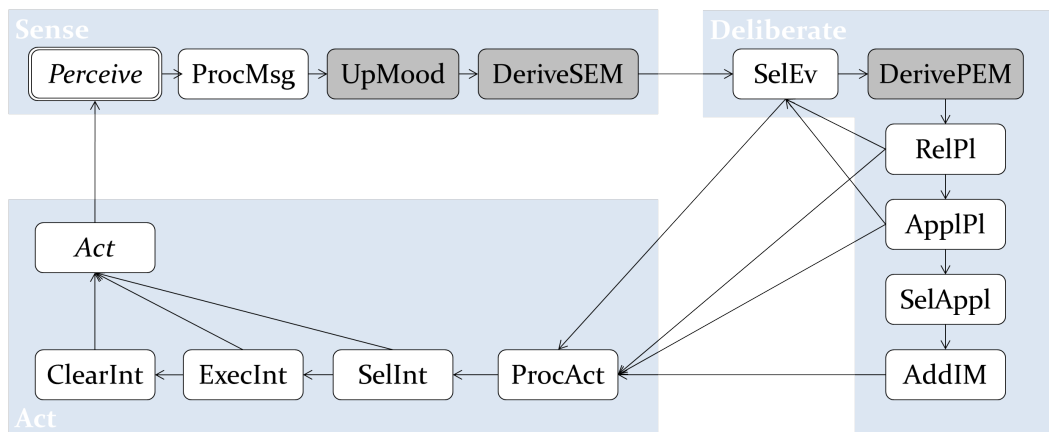 Sense
Deliberate
Perceive
ProcMsg
UpMood
DeriveSEM
SelEv
DerivePEM
RelPl
ApplPl
SelAppl
AddIM
Act
ClearInt
ExecInt
SelInt
ProcAct
Act